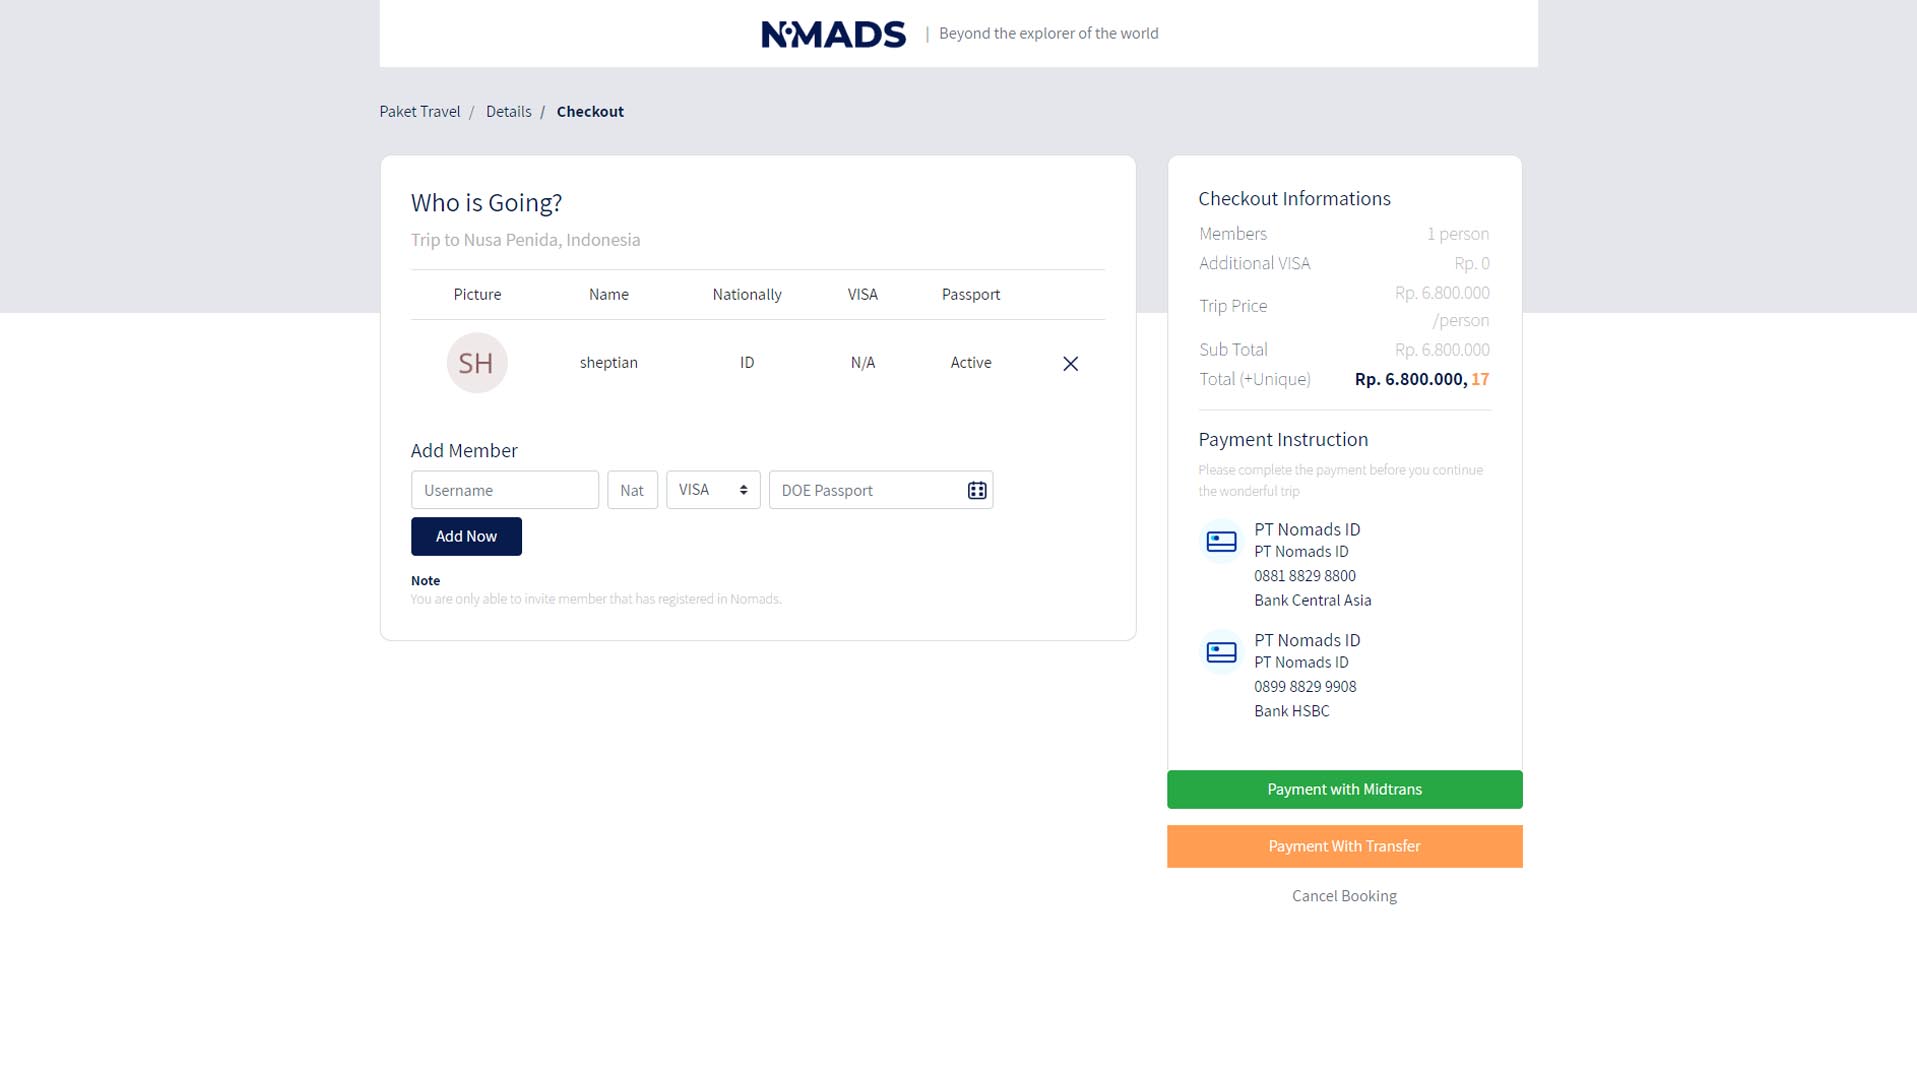 NOMADS | Beyond the explorer of the world
Paket Travel / Details / Checkout
Who is Going?
Trip to Nusa Penida, Indonesia
Picture Name Nationally VISA Passport
SH sheptian ID N/A Active
Add Member
Username Nat VISA DOE Passport
Add Now
Note
You are only able to invite member that has registered in Nomads.
Checkout Informations
Members 1 person
Additional VISA Rp. 0
Trip Price Rp. 6.800.000
/person
Sub Total Rp. 6.800.000
Total (+Unique) Rp. 6.800.000, 17
Payment Instruction
Please complete the payment before you continue
the wonderful trip
PT Nomads ID
PT Nomads ID
0881 8829 8800
Bank Central Asia
PT Nomads ID
PT Nomads ID
0899 8829 9908
Bank HSBC
Payment with Midtrans
Payment With Transfer
Cancel Booking